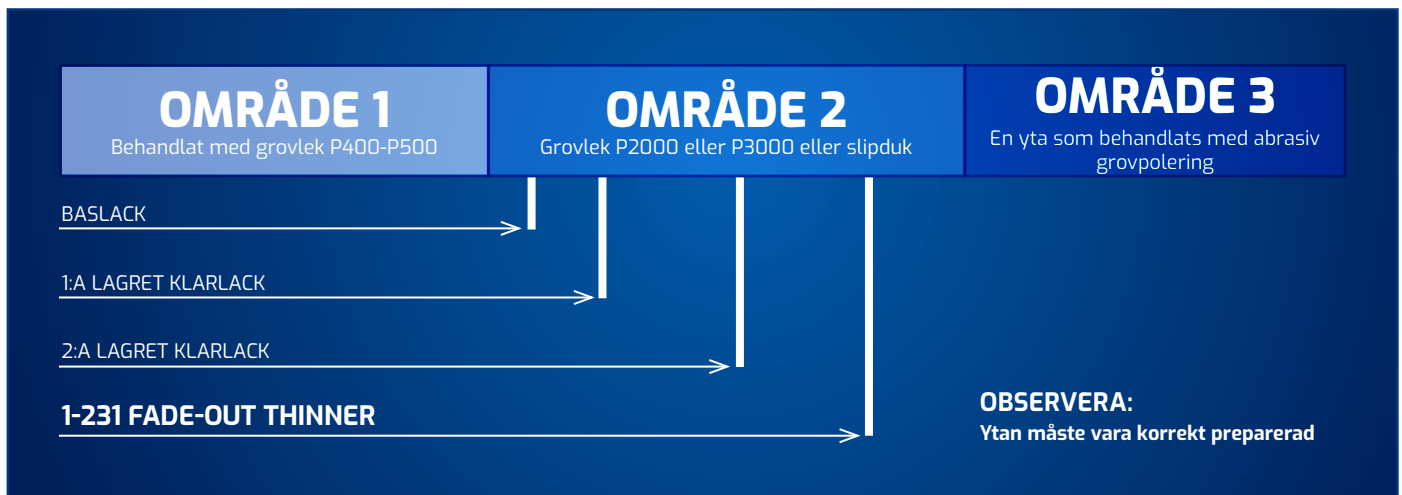 OMRÅDE 1
Behandlat med grovlek P400-P500
OMRÅDE 2
Grovlek P2000 eller P3000 eller slipduk
OMRÅDE 3
En yta som behandlats med abrasiv
grovpolering
BASLACK
1:A LAGRET KLARLACK
2:A LAGRET KLARLACK
1-231 FADE-OUT THINNER
OBSERVERA:
Ytan måste vara korrekt preparerad